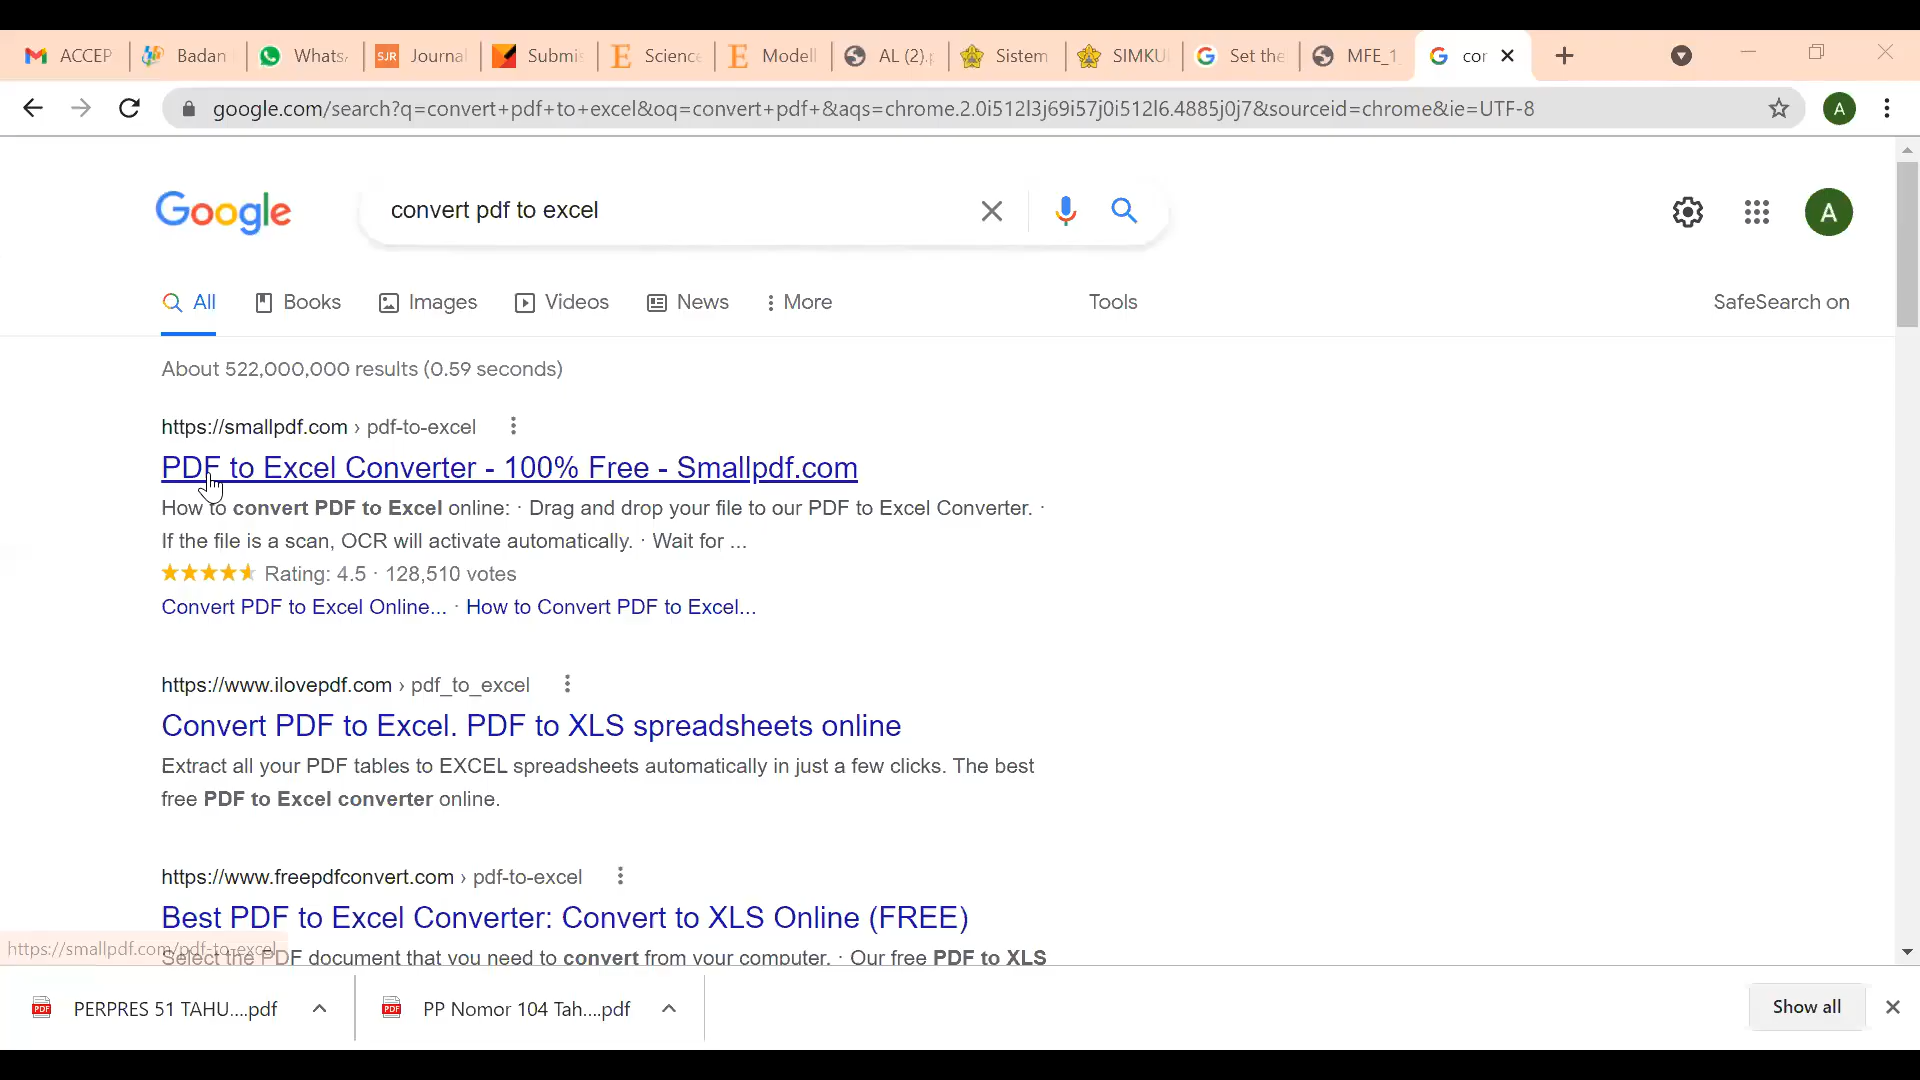 ACCEP
Badan
Whats
SJR Journal
Submis
Science
Modell
AL (2).
Sistem
SIMKU
Set the
MFE_1
cor
google.com/search?q=convert+pdf+to+excel&oq=convert+pdf+&aqs=chrome.2.0i512l3j69i57j0i512l6.4885j0j7&sourceid=chrome&ie=UTF-8
A
Google
convert pdf to excel
A
All
Books
Images
Videos
News
More
Tools
SafeSearch on
About 522,000,000 results (0.59 seconds)
https://smallpdf.com › pdf-to-excel
PDF to Excel Converter - 100% Free - Smallpdf.com
How to convert PDF to Excel online: · Drag and drop your file to our PDF to Excel Converter. ·
If the file is a scan, OCR will activate automatically. · Wait for ...
Rating: 4.5 · 128,510 votes
Convert PDF to Excel Online... · How to Convert PDF to Excel...
https://www.ilovepdf.com › pdf_to_excel
Convert PDF to Excel. PDF to XLS spreadsheets online
Extract all your PDF tables to EXCEL spreadsheets automatically in just a few clicks. The best
free PDF to Excel converter online.
https://www.freepdfconvert.com › pdf-to-excel
Best PDF to Excel Converter: Convert to XLS Online (FREE)
https://smallpdf.com/pdf-to-excel
Select the PDF document that you need to convert from your computer. · Our free PDF to XLS
PDF PERPRES 51 TAHU....pdf
PDF PP Nomor 104 Tah....pdf
Show all